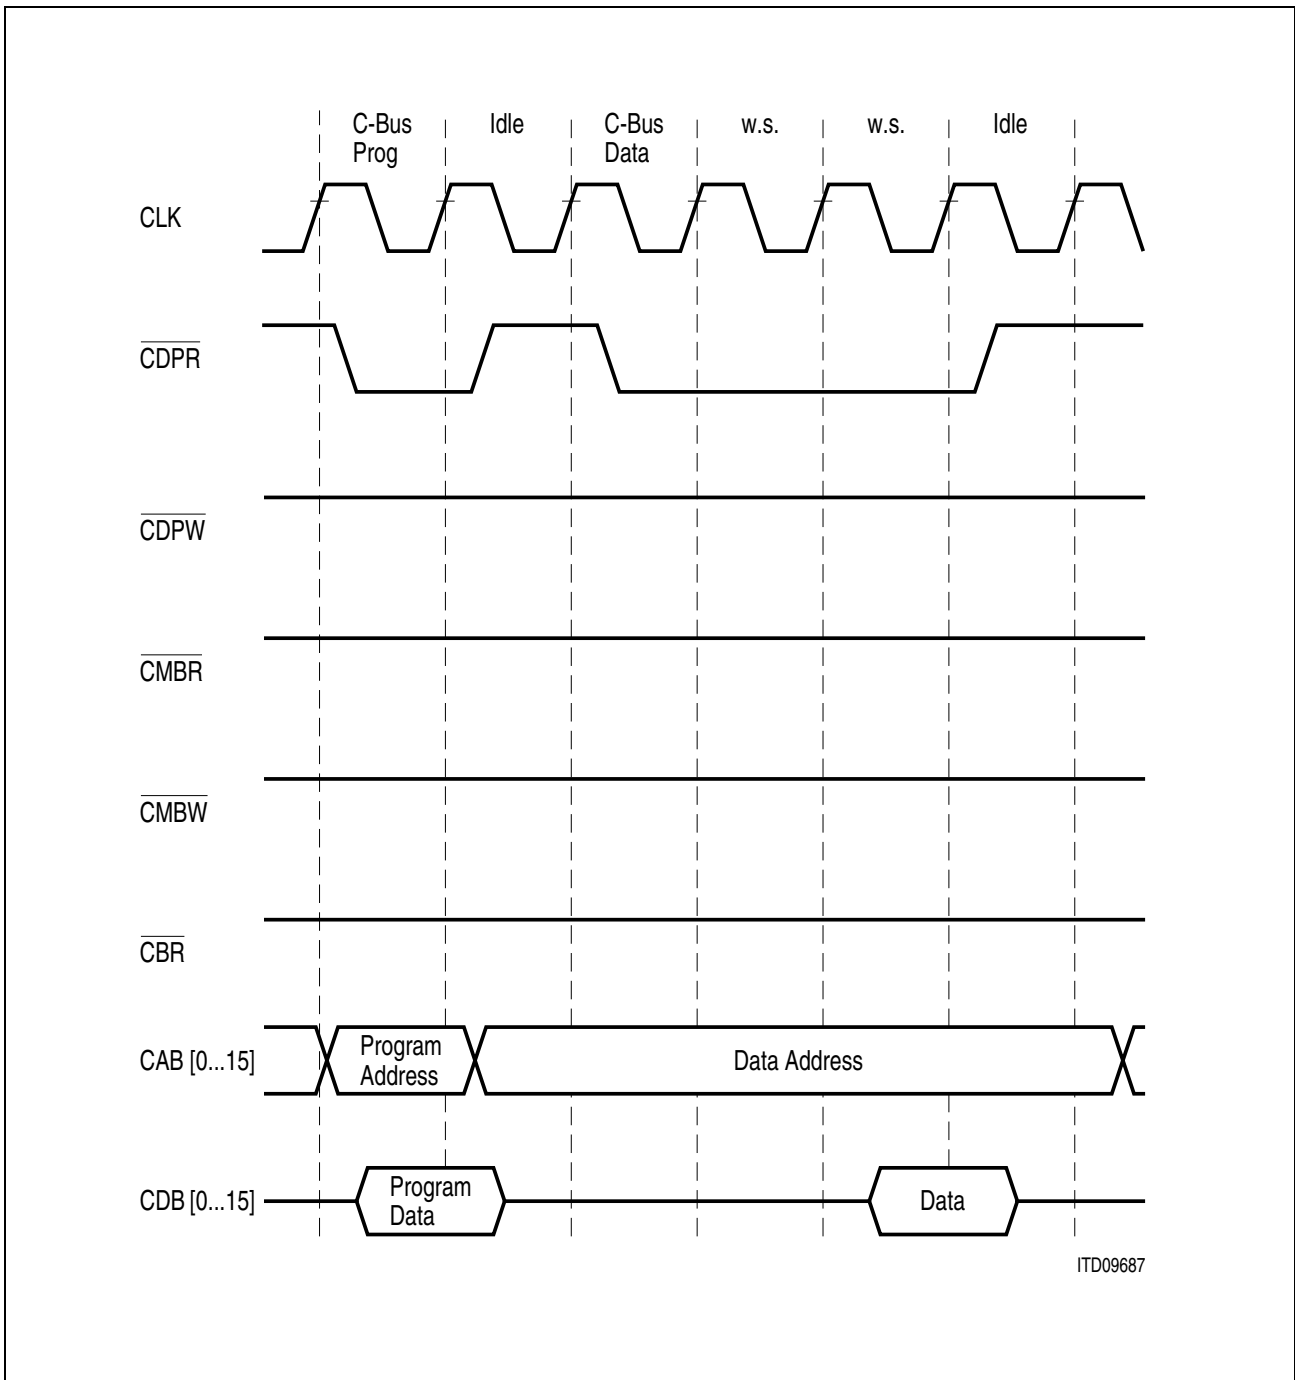 C-Bus Prog
Idle
C-Bus Data
w.s.
w.s.
Idle
CLK
CDPR
CDPW
CMBR
CMBW
CBR
CAB [0...15]
Program Address
Data Address
CDB [0...15]
Program Data
Data
ITD09687